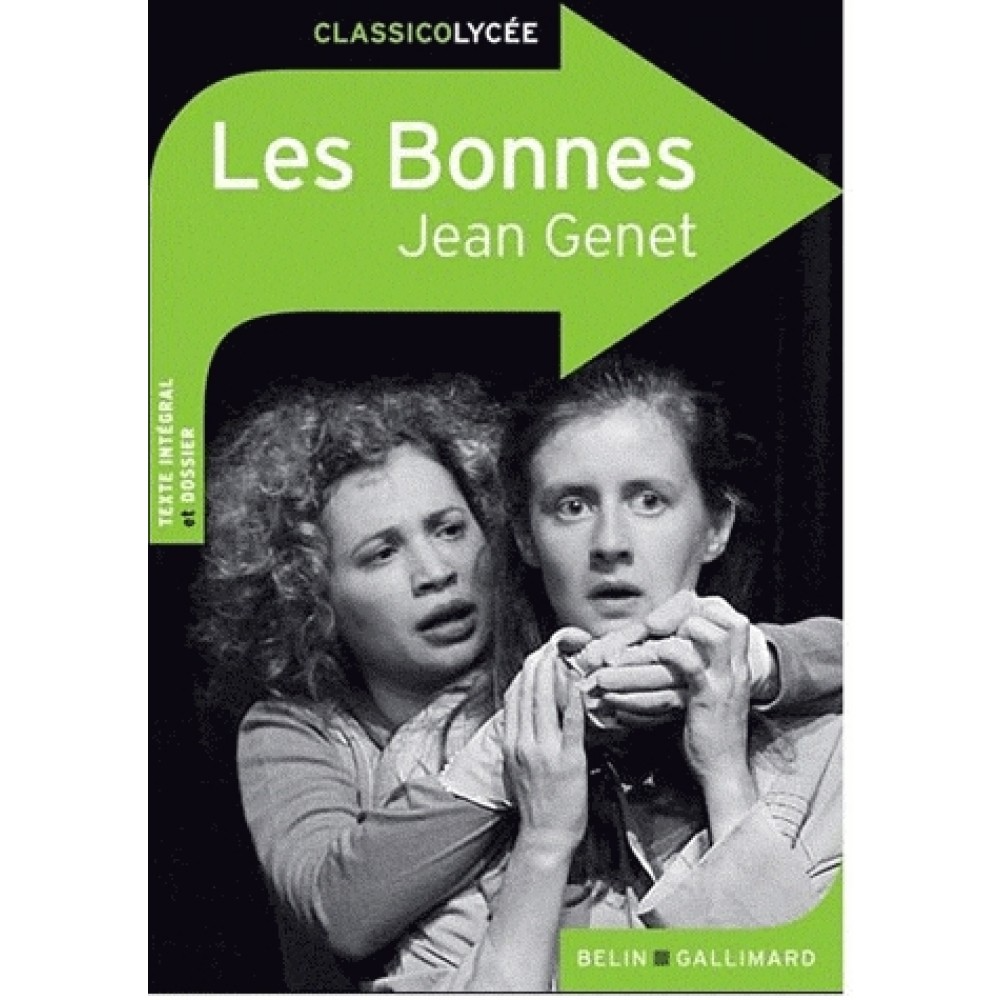 CLASSICOLYCÉE
Les Bonnes
Jean Genet
TEXTE INTÉGRAL
et DOSSIER
BELIN GALLIMARD